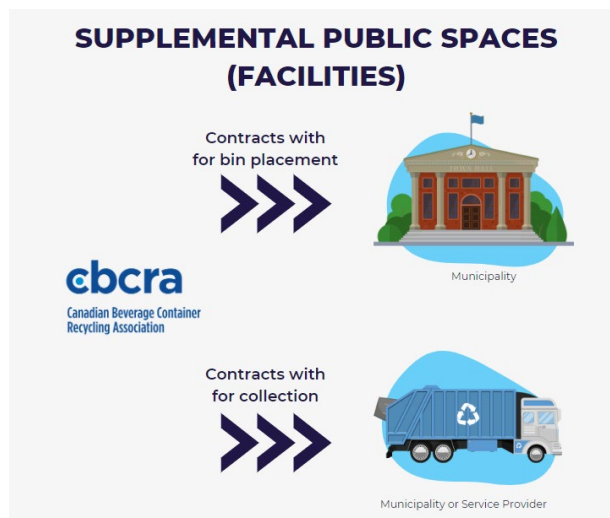 SUPPLEMENTAL PUBLIC SPACES
(FACILITIES)
Contracts with
for bin placement
Municipality
cbcra
Canadian Beverage Container
Recycling Association
Contracts with
for collection
Municipality or Service Provider